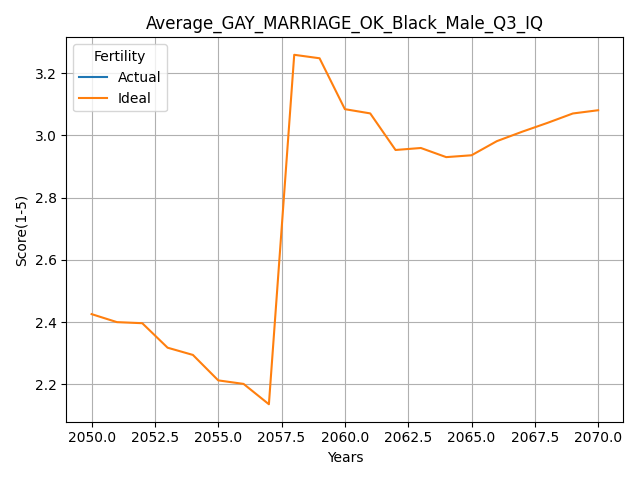 Average_GAY_MARRIAGE_OK_Black_Male_Q3_IQ
Fertility
Actual
Ideal
Score(1-5)
3.2
3.0
2.8
2.6
2.4
2.2
2050.0 2052.5 2055.0 2057.5 2060.0 2062.5 2065.0 2067.5 2070.0
Years